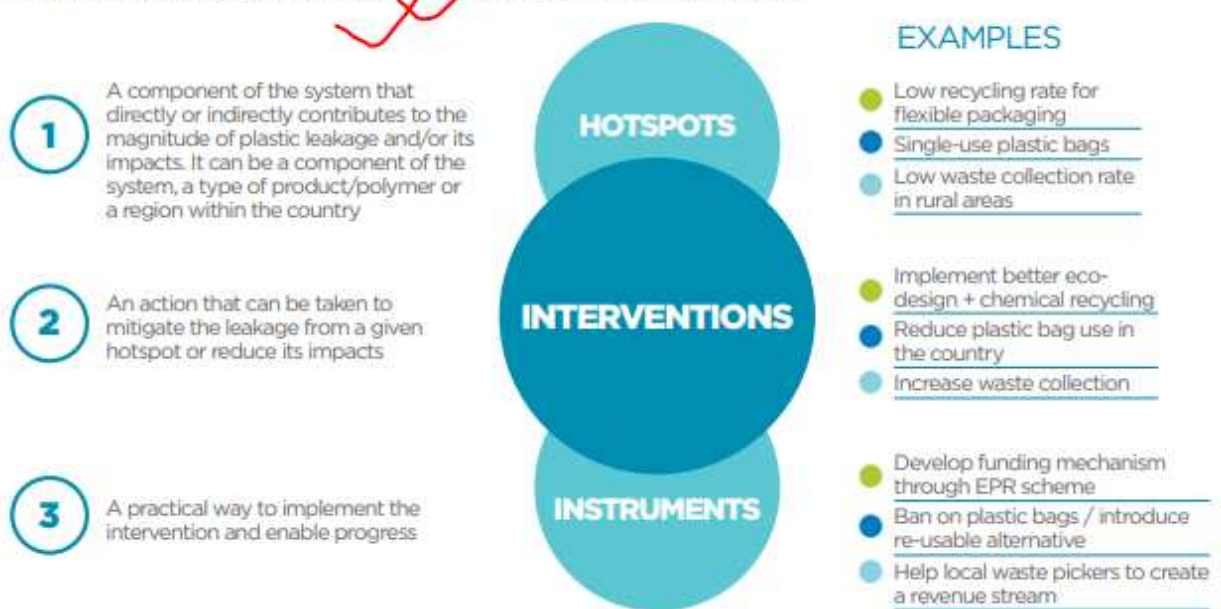 EXAMPLES
1
A component of the system that
directly or indirectly contributes to the
magnitude of plastic leakage and/or its
impacts. It can be a component of the
system, a type of product/polymer or
a region within the country
HOTSPOTS
Low recycling rate for
flexible packaging
Single-use plastic bags
Low waste collection rate
in rural areas
2
An action that can be taken to
mitigate the leakage from a given
hotspot or reduce its impacts
INTERVENTIONS
Implement better eco-
design + chemical recycling
Reduce plastic bag use in
the country
Increase waste collection
3
A practical way to implement the
intervention and enable progress
INSTRUMENTS
Develop funding mechanism
through EPR scheme
Ban on plastic bags / introduce
re-usable alternative
Help local waste pickers to create
a revenue stream